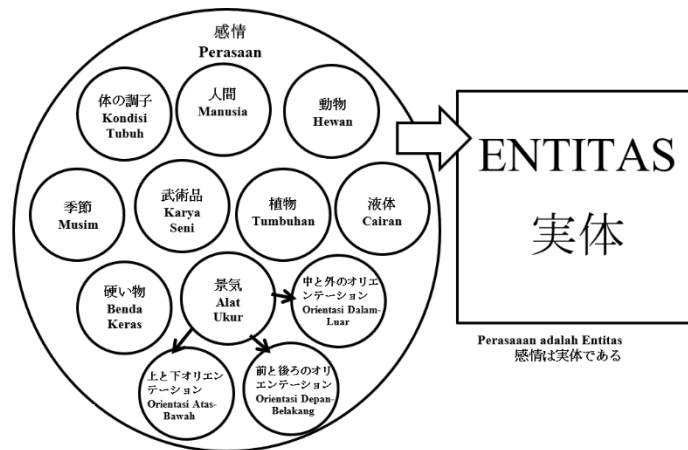 感情
Perasaan
体の調子
Kondisi
Tubuh
人間
Manusia
動物
Hewan
季節
Musim
武術品
Karya
Seni
植物
Tumbuhan
液体
Cairan
硬い物
Benda
Keras
景気
Alat
Ukur
中と外のオリエ
ンテーション
Orientasi Dalam-
Luar
上と下オリエン
テーション
Orientasi Atas-
Bawah
前と後ろのオリ
エンテーション
Orientasi Depan-
Belakang
ENTITAS
実体
Perasaaan adalah Entitas
感情は実体である